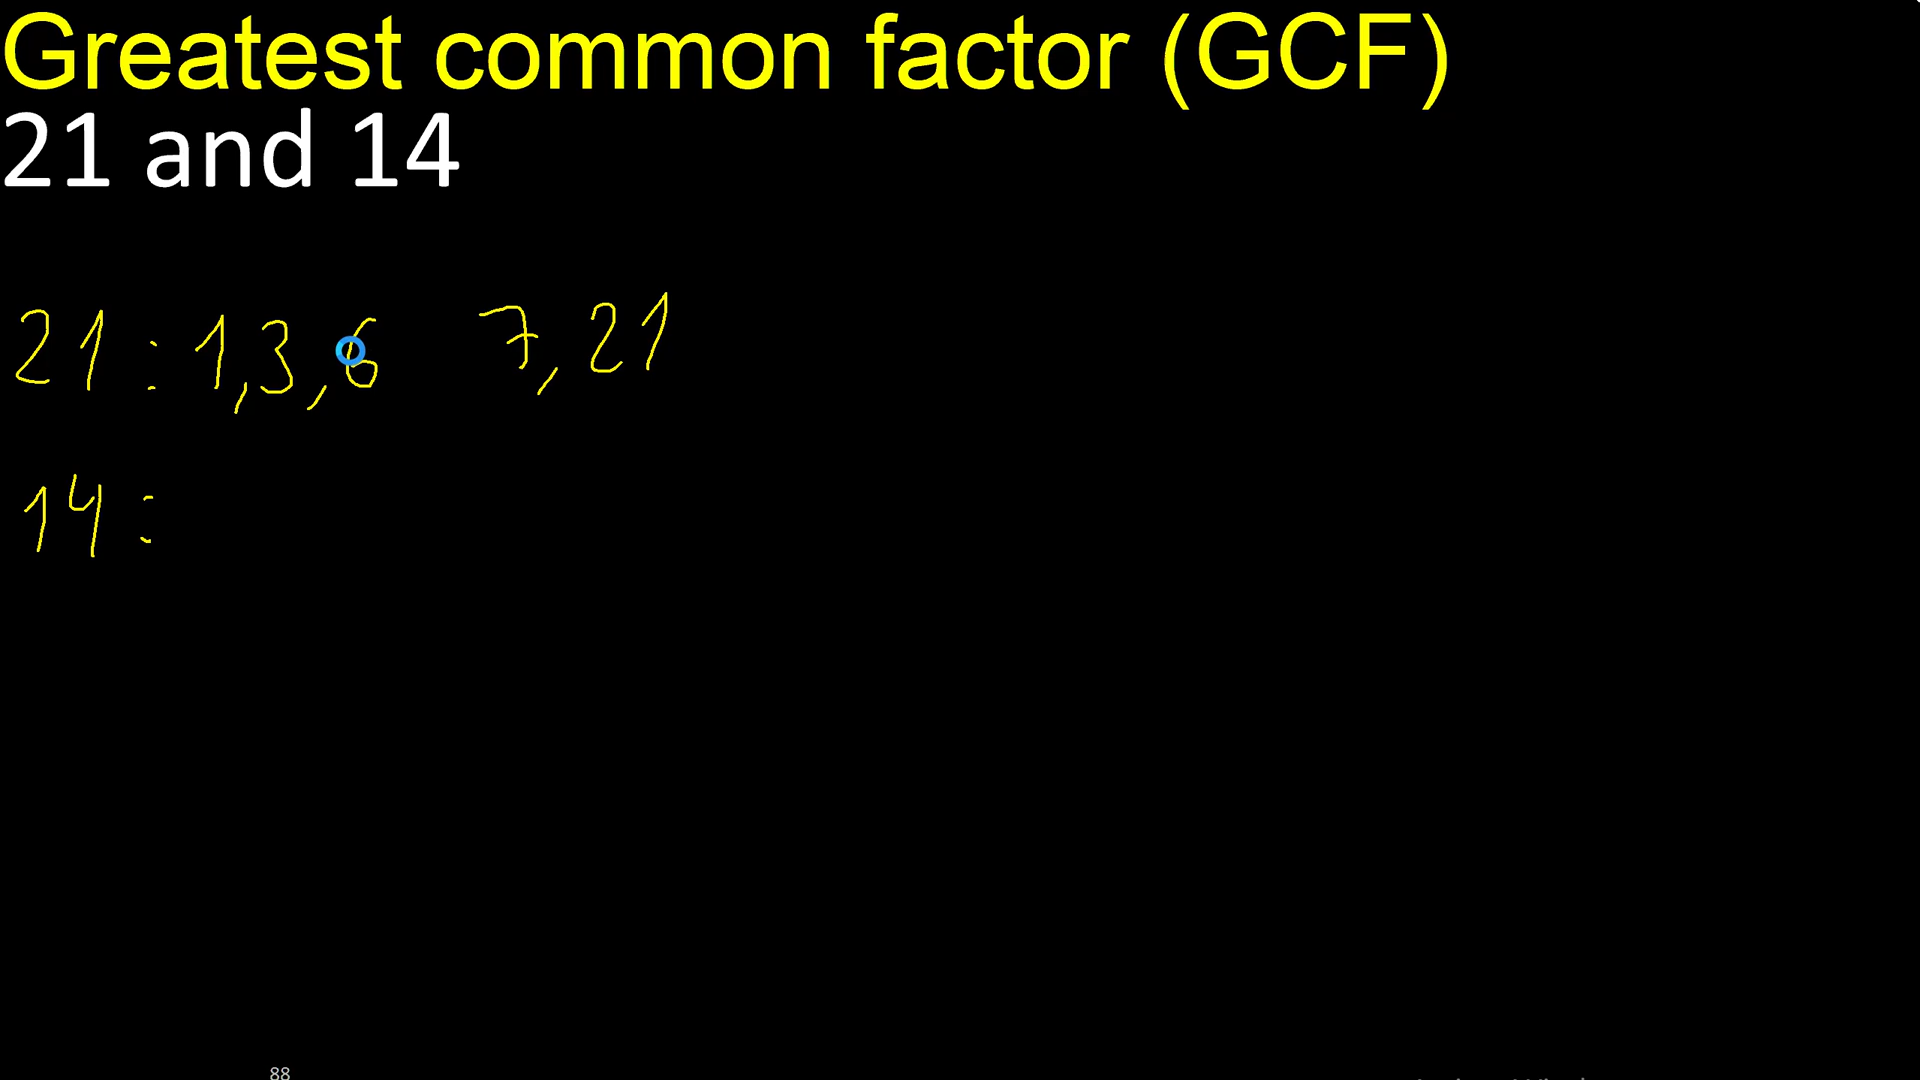 Greatest common factor (GCF)
21 and 14
21 : 1, 3, 6 7, 21
14 :
88